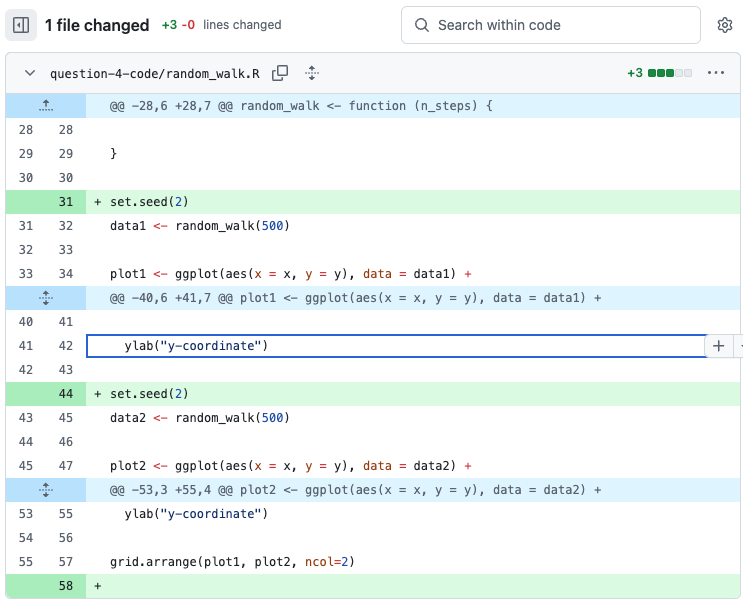 1 file changed +3 -0 lines changed Search within code
question-4-code/random_walk.R +3
@@ -28,6 +28,7 @@ random_walk <- function (n_steps) {
28 28
29 29 }
30 30
31 + set.seed(2)
31 32 data1 <- random_walk(500)
32 33
33 34 plot1 <- ggplot(aes(x = x, y = y), data = data1) +
@@ -40,6 +41,7 @@ plot1 <- ggplot(aes(x = x, y = y), data = data1) +
40 41
41 42 ylab("y-coordinate")
42 43
44 + set.seed(2)
43 45 data2 <- random_walk(500)
44 46
45 47 plot2 <- ggplot(aes(x = x, y = y), data = data2) +
@@ -53,3 +55,4 @@ plot2 <- ggplot(aes(x = x, y = y), data = data2) +
53 55 ylab("y-coordinate")
54 56
55 57 grid.arrange(plot1, plot2, ncol=2)
58 +